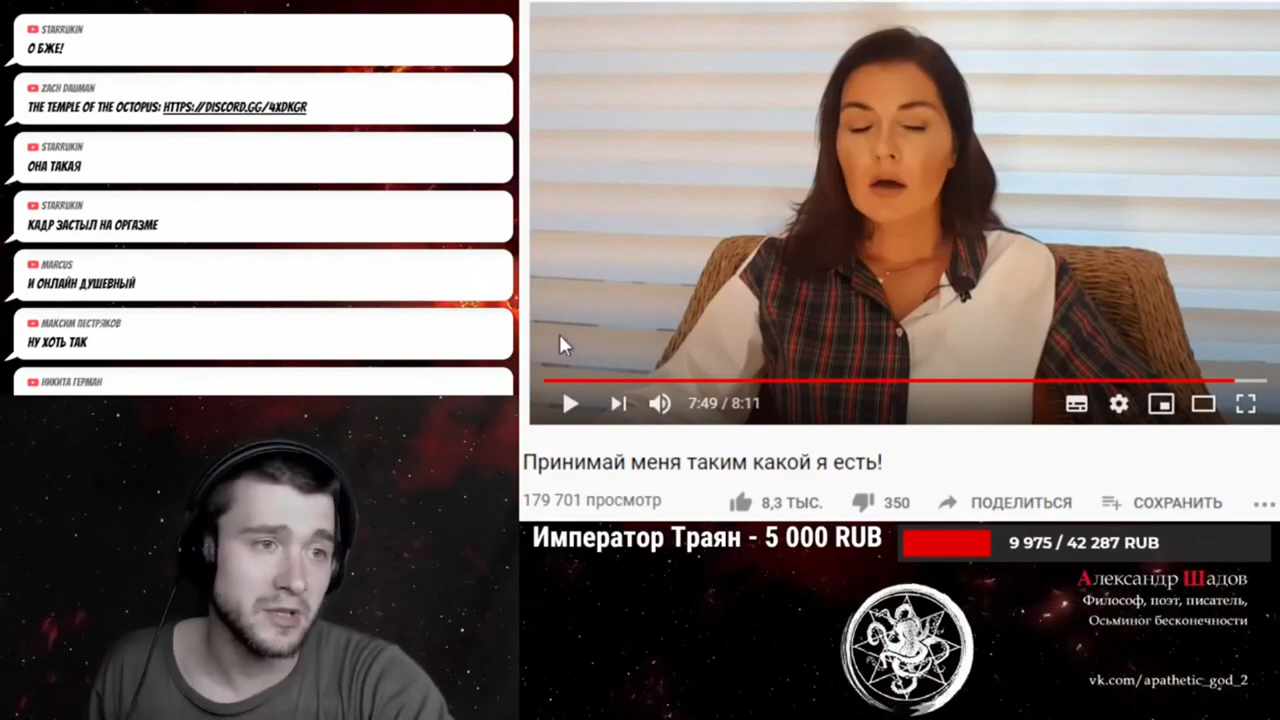 STARRUKIN
О БЖЕ!
ZACH DAUMAN
THE TEMPLE OF THE OCTOPUS: HTTPS://DISCORD.GG/4XDKGR
STARRUKIN
ОНА ТАКАЯ
STARRUKIN
КАДР ЗАСТЫЛ НА ОРГАЗМЕ
MARCUS
И ОНЛАЙН ДУШЕВНЫЙ
МАКСИМ ПЕСТРЯКОВ
НУ ХОТЬ ТАК
НИКИТА ГЕРМАН
7:49 / 8:11
Принимай меня таким какой я есть!
179 701 просмотр
8,3 ТЫС.
350
ПОДЕЛИТЬСЯ
СОХРАНИТЬ
Император Траян - 5 000 RUB
9 975 / 42 287 RUB
Александр Шадов
Философ, поэт, писатель,
Осьминог бесконечности
vk.com/apathetic_god_2